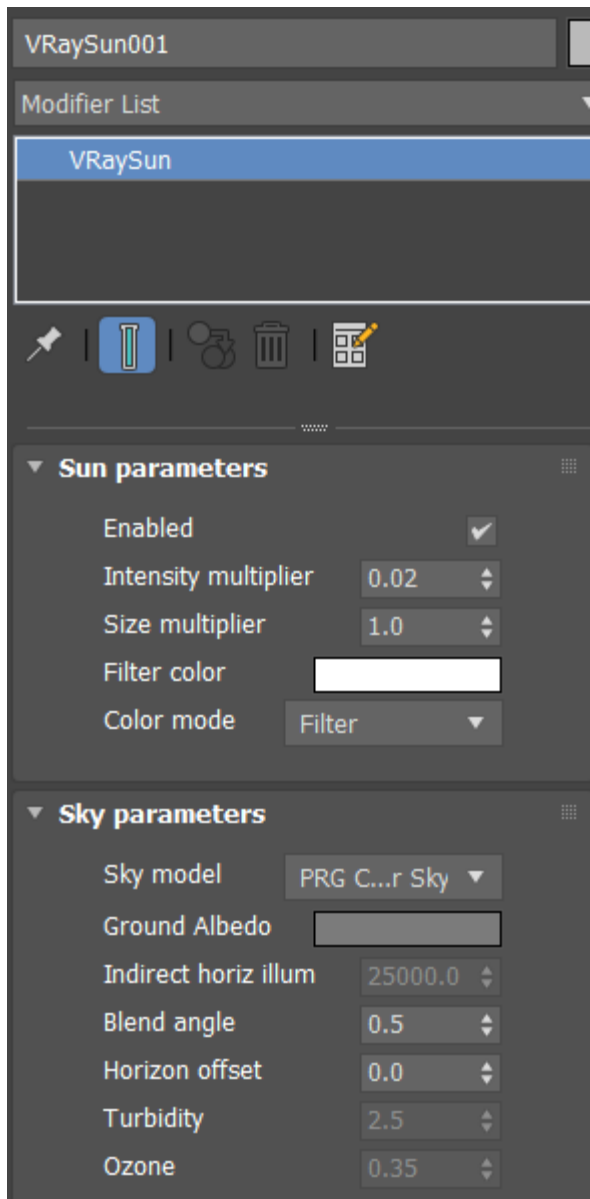 VRaySun001
Modifier List
VRaySun
Sun parameters
Enabled
Intensity multiplier 0.02
Size multiplier 1.0
Filter color
Color mode Filter
Sky parameters
Sky model PRG C...r Sky
Ground Albedo
Indirect horiz illum 25000.0
Blend angle 0.5
Horizon offset 0.0
Turbidity 2.5
Ozone 0.35